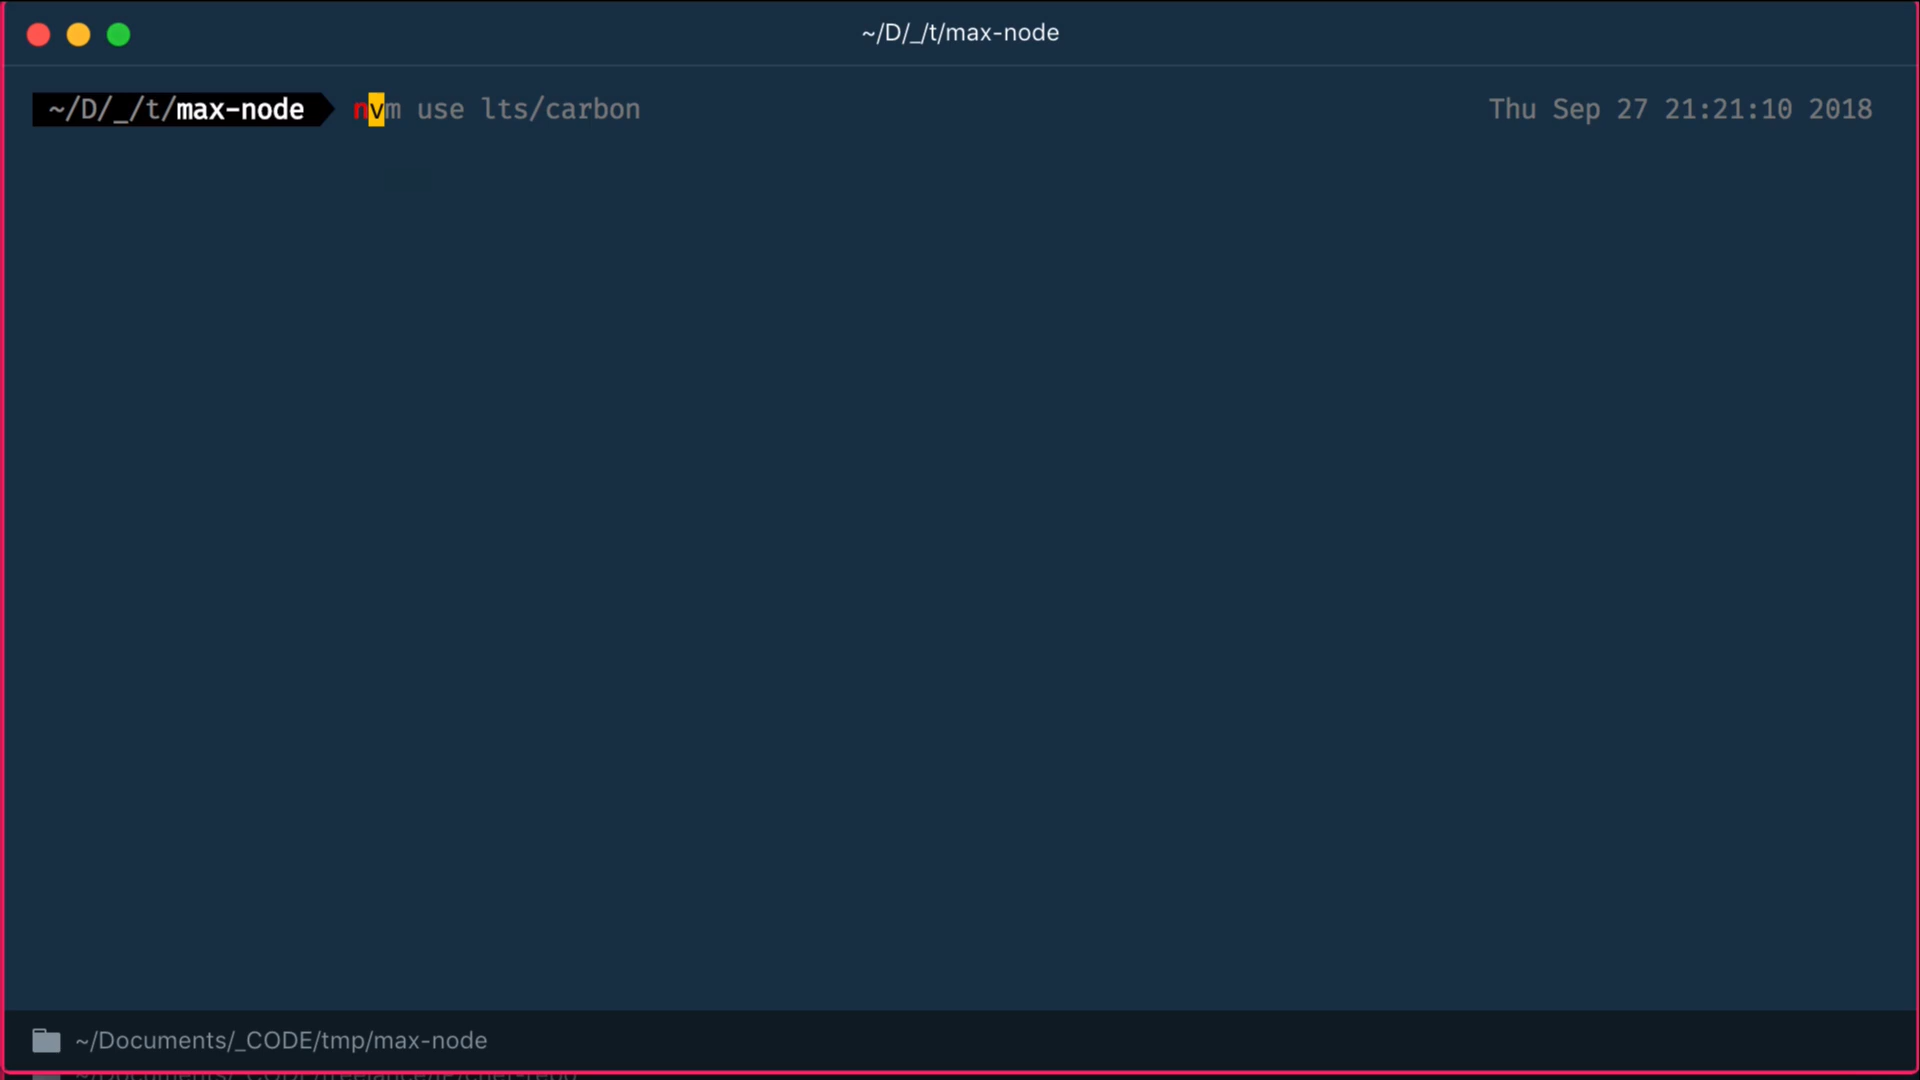 ~/D/_/t/max-node
~/D/_/t/max-node nvm use lts/carbon Thu Sep 27 21:21:10 2018
~/Documents/_CODE/tmp/max-node